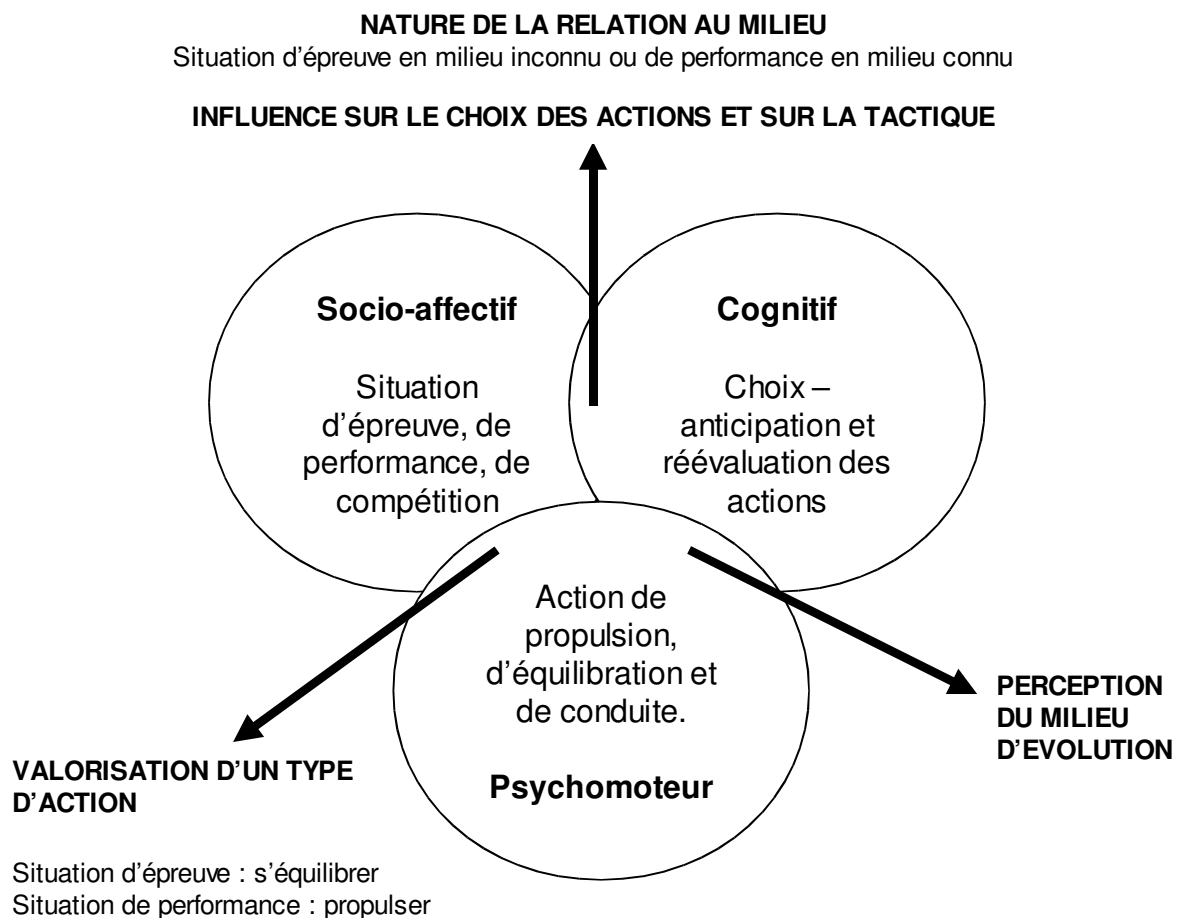 NATURE DE LA RELATION AU MILIEU
Situation d'épreuve en milieu inconnu ou de performance en milieu connu
INFLUENCE SUR LE CHOIX DES ACTIONS ET SUR LA TACTIQUE
Socio-affectif
Situation
d'épreuve, de
performance, de
compétition
Cognitif
Choix –
anticipation et
réévaluation des
actions
Action de
propulsion,
d'équilibration et
de conduite.
Psychomoteur
PERCEPTION
DU MILIEU
D'EVOLUTION
VALORISATION D'UN TYPE
D'ACTION
Situation d'épreuve : s'équilibrer
Situation de performance : propulser